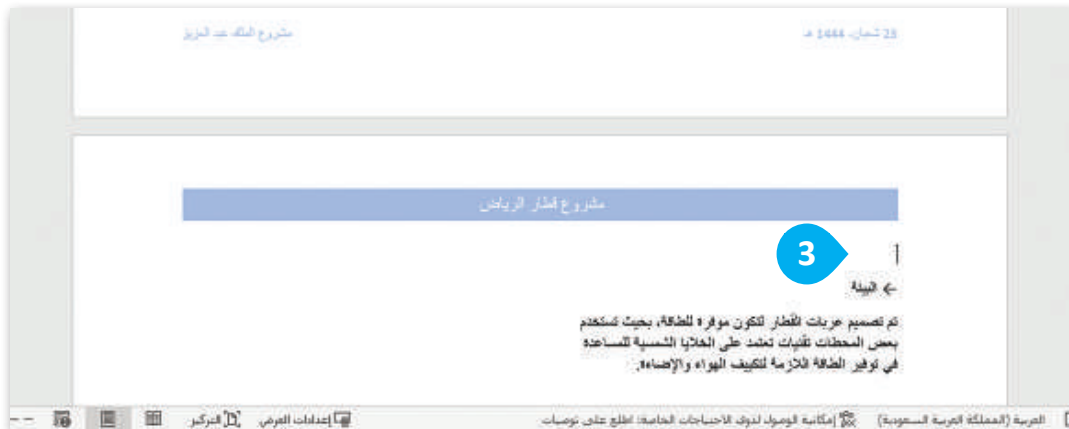 28 شعبان، 1444 هـ
مشروع الملك عبد العزيز
مشروع قطار الرياض
3
← البيئة
تم تصميم عربات القطار لتكون موفرة للطاقة، بحيث تستخدم
بعض المحطات تقنيات تعتمد على الخلايا الشمسية للمساعدة
في توفير الطاقة اللازمة لتكييف الهواء والإضاءة.
العربية (المملكة العربية السعودية)
إمكانية الوصول لذوي الاحتياجات الخاصة: اطلع على توصيات
إعدادات العرض
التركيز